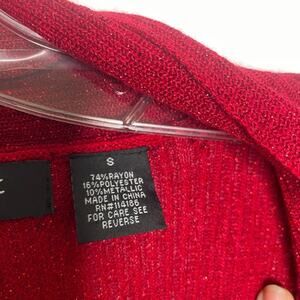 S
74%RAYON
16%POLYESTER
10%METALLIC
MADE IN CHINA
RN#114186
FOR CARE SEE
REVERSE